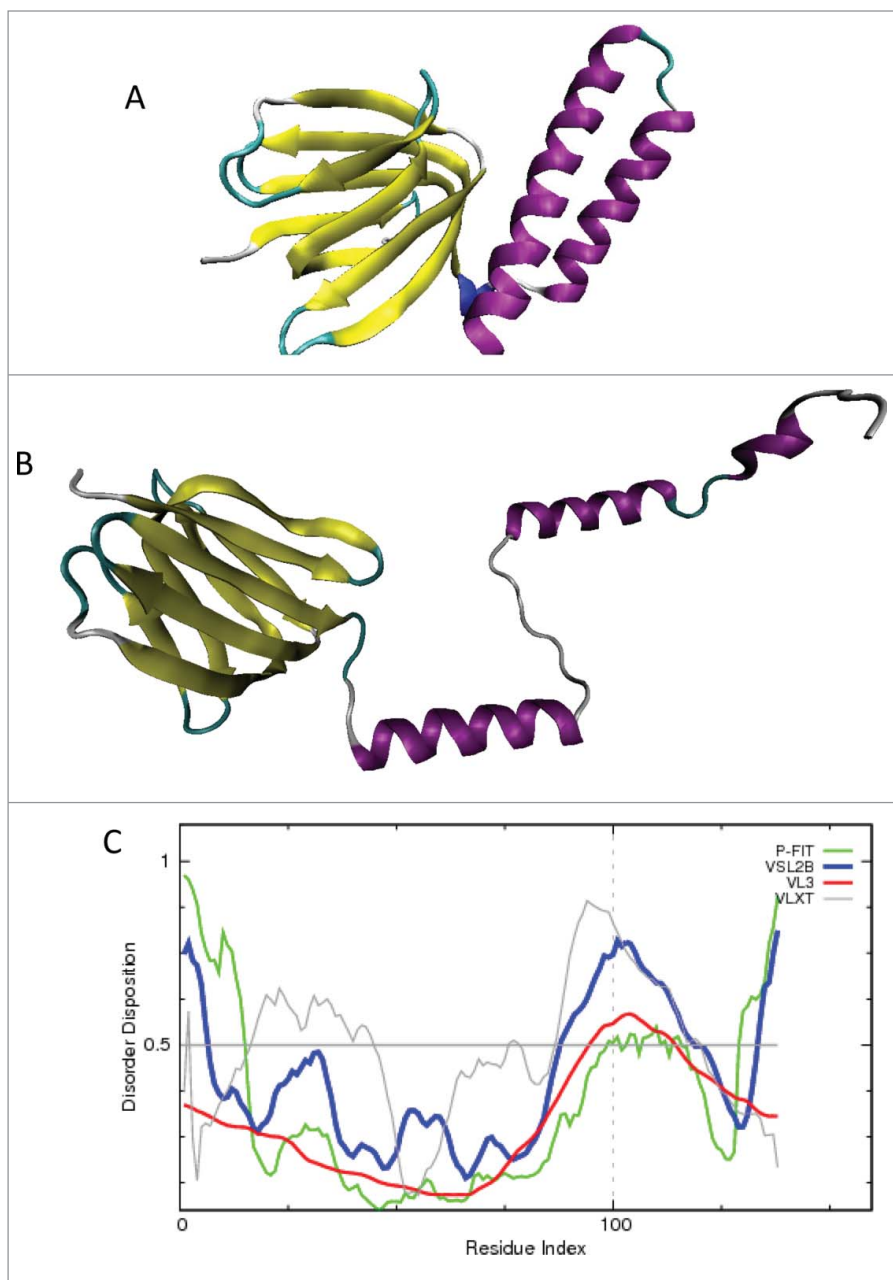 A
B
C
P-FIT
VSL2B
VL3
VLXT
1
0.5
Disorder Disposition
0
100
Residue Index